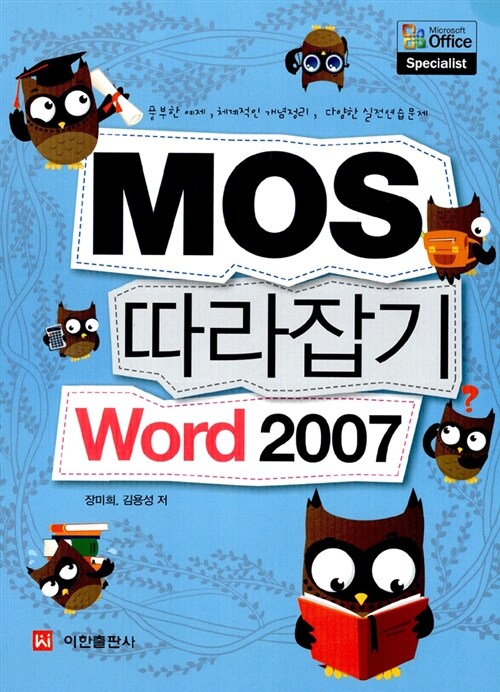 Microsoft
Office
Specialist
풍부한 예제, 체계적인 개념정리, 다양한 실전연습문제
MOS
따라잡기
Word 2007
?
장미희, 김용성 저
이한출판사